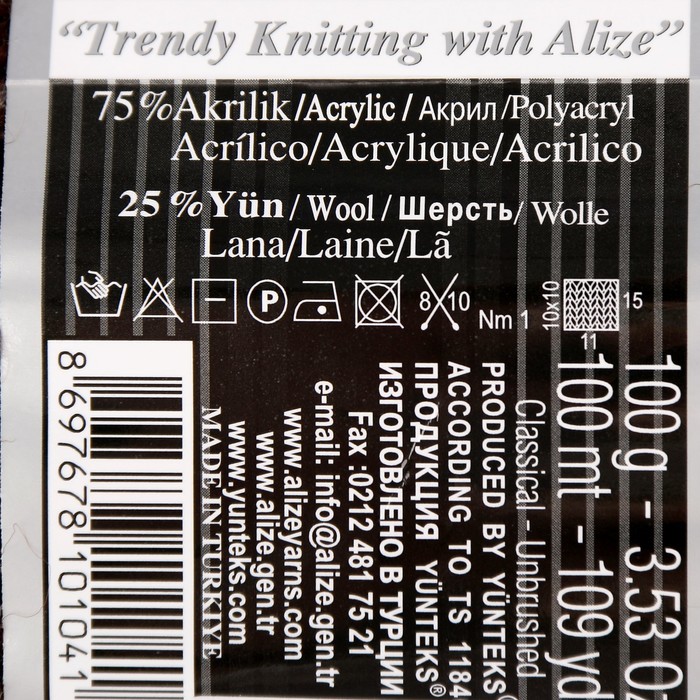 “Trendy Knitting with Alize”
75%Akrilik/Acrylic/Акрил/Polyacryl
Acrílico/Acrylique/Acrilico
25 %Yün/Wool/Шерсть/Wolle
Lana/Laine/Lã
P
8 10
Nm 1
10x10
15
11
100 g - 3.53 o
100 mt - 109 yd
Classical - Unbrushed
PRODUCED BY YÜNTEKS
ACCORDING TO TS 1184
ПРОДУКЦИЯ YÜNTEKS®
ИЗГОТОВЛЕНО В ТУРЦИИ
Fax :0212 481 75 21
e-mail: info@alize.gen.tr
www.alizeyarns.com
www.alize.gen.tr
www.yunteks.com
MADE IN TURKIYE
8 697678 101041